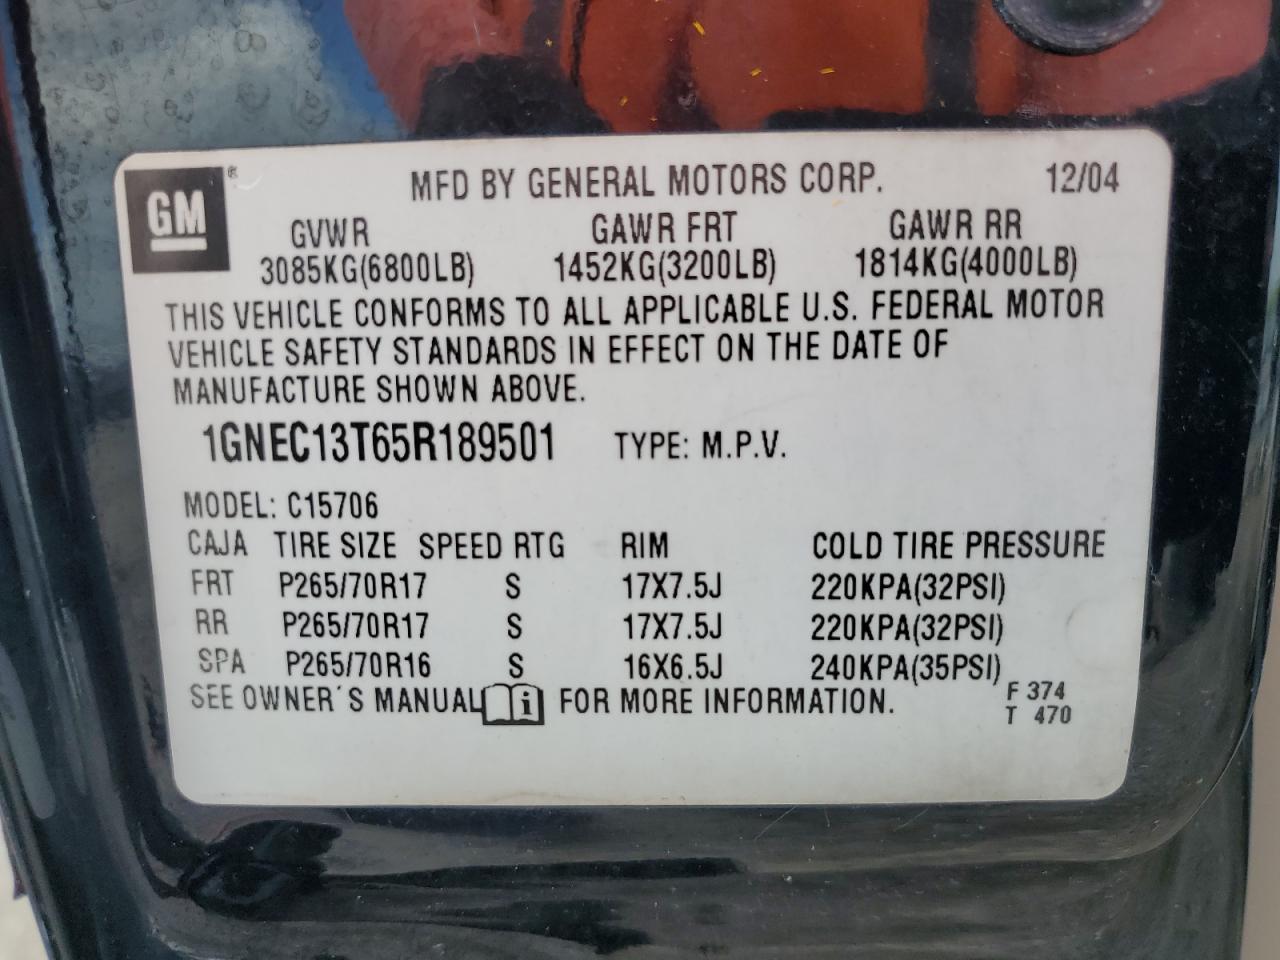 GM ® MFD BY GENERAL MOTORS CORP. 12/04
GVWR GAWR FRT GAWR RR
3085KG(6800LB) 1452KG(3200LB) 1814KG(4000LB)
THIS VEHICLE CONFORMS TO ALL APPLICABLE U.S. FEDERAL MOTOR
VEHICLE SAFETY STANDARDS IN EFFECT ON THE DATE OF
MANUFACTURE SHOWN ABOVE.
1GNEC13T65R189501 TYPE: M.P.V.
MODEL: C15706
CAJA TIRE SIZE SPEED RTG RIM COLD TIRE PRESSURE
FRT P265/70R17 S 17X7.5J 220KPA(32PSI)
RR P265/70R17 S 17X7.5J 220KPA(32PSI)
SPA P265/70R16 S 16X6.5J 240KPA(35PSI)
SEE OWNER'S MANUAL i FOR MORE INFORMATION. F 374
T 470